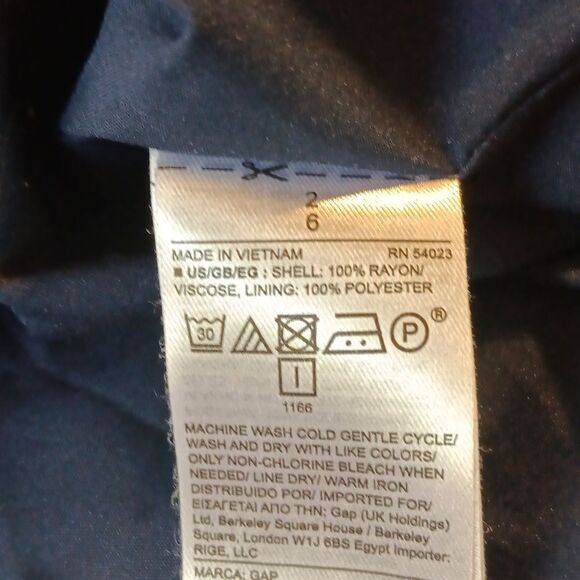 2
6
MADE IN VIETNAM RN 54023
■ US/GB/EG : SHELL: 100% RAYON/
VISCOSE, LINING: 100% POLYESTER
30 P ®
1166
MACHINE WASH COLD GENTLE CYCLE/
WASH AND DRY WITH LIKE COLORS/
ONLY NON-CHLORINE BLEACH WHEN
NEEDED/ LINE DRY/ WARM IRON
DISTRIBUIDO POR/ IMPORTED FOR/
ΕΙΣΑΓΕΤΑΙ ΑΠΟ ΤΗΝ: Gap (UK Holdings)
Ltd, Berkeley Square House / Berkeley
Square, London W1J 6BS Egypt Importer:
RIGE, LLC
MARCA: GAP